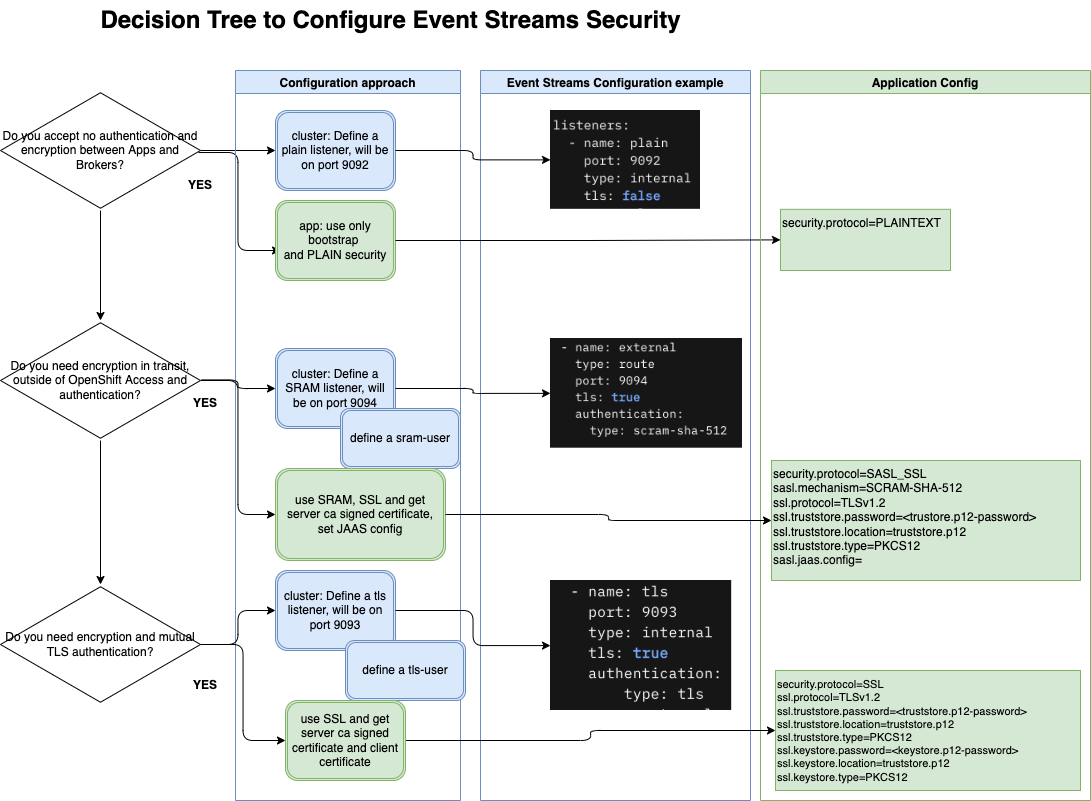 Decision Tree to Configure Event Streams Security
Configuration approach
Event Streams Configuration example
Application Config
Do you accept no authentication and
encryption between Apps and
Brokers?
YES
cluster: Define a
plain listener, will be
on port 9092
listeners:
- name: plain
port: 9092
type: internal
tls: false
app: use only
bootstrap
and PLAIN security
security.protocol=PLAINTEXT
Do you need encryption in transit,
outside of OpenShift Access and
authentication?
YES
cluster: Define a
SRAM listener, will
be on port 9094
define a sram-user
- name: external
type: route
port: 9094
tls: true
authentication:
type: scram-sha-512
use SRAM, SSL and get
server ca signed certificate,
set JAAS config
security.protocol=SASL_SSL
sasl.mechanism=SCRAM-SHA-512
ssl.protocol=TLSv1.2
ssl.truststore.password=<trustore.p12-password>
ssl.truststore.location=truststore.p12
ssl.truststore.type=PKCS12
sasl.jaas.config=
Do you need encryption and mutual
TLS authentication?
YES
cluster: Define a tls
listener, will be on
port 9093
define a tls-user
- name: tls
port: 9093
type: internal
tls: true
authentication:
type: tls
use SSL and get
server ca signed
certificate and client
certificate
security.protocol=SSL
ssl.protocol=TLSv1.2
ssl.truststore.password=<truststore.p12-password>
ssl.truststore.location=truststore.p12
ssl.truststore.type=PKCS12
ssl.keystore.password=<keystore.p12-password>
ssl.keystore.location=truststore.p12
ssl.keystore.type=PKCS12